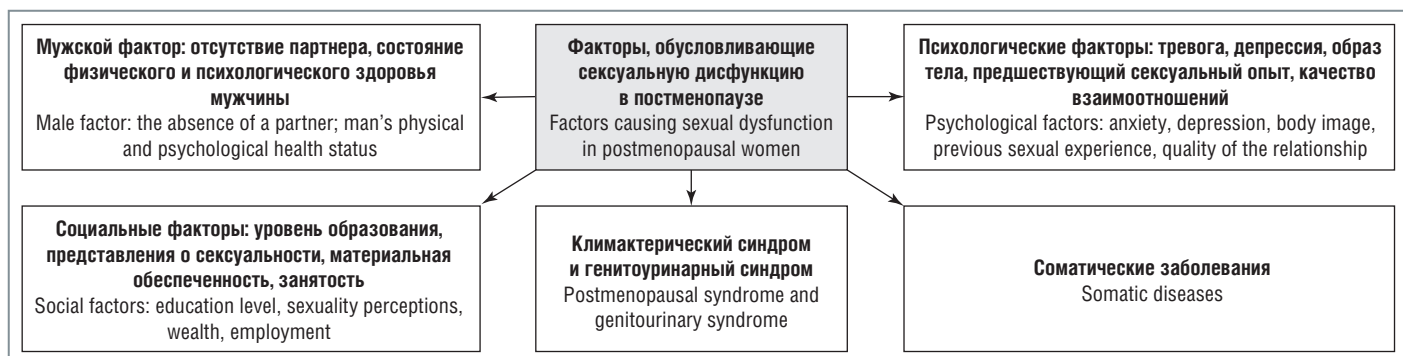 Мужской фактор: отсутствие партнера, состояние
физического и психологического здоровья
мужчины
Male factor: the absence of a partner; man's physical
and psychological health status
Факторы, обусловливающие
сексуальную дисфункцию
в постменопаузе
Factors causing sexual dysfunction
in postmenopausal women
Психологические факторы: тревога, депрессия, образ
тела, предшествующий сексуальный опыт, качество
взаимоотношений
Psychological factors: anxiety, depression, body image,
previous sexual experience, quality of the relationship
Социальные факторы: уровень образования,
представления о сексуальности, материальная
обеспеченность, занятость
Social factors: education level, sexuality perceptions,
wealth, employment
Климактерический синдром
и генитоуринарный синдром
Postmenopausal syndrome and
genitourinary syndrome
Соматические заболевания
Somatic diseases